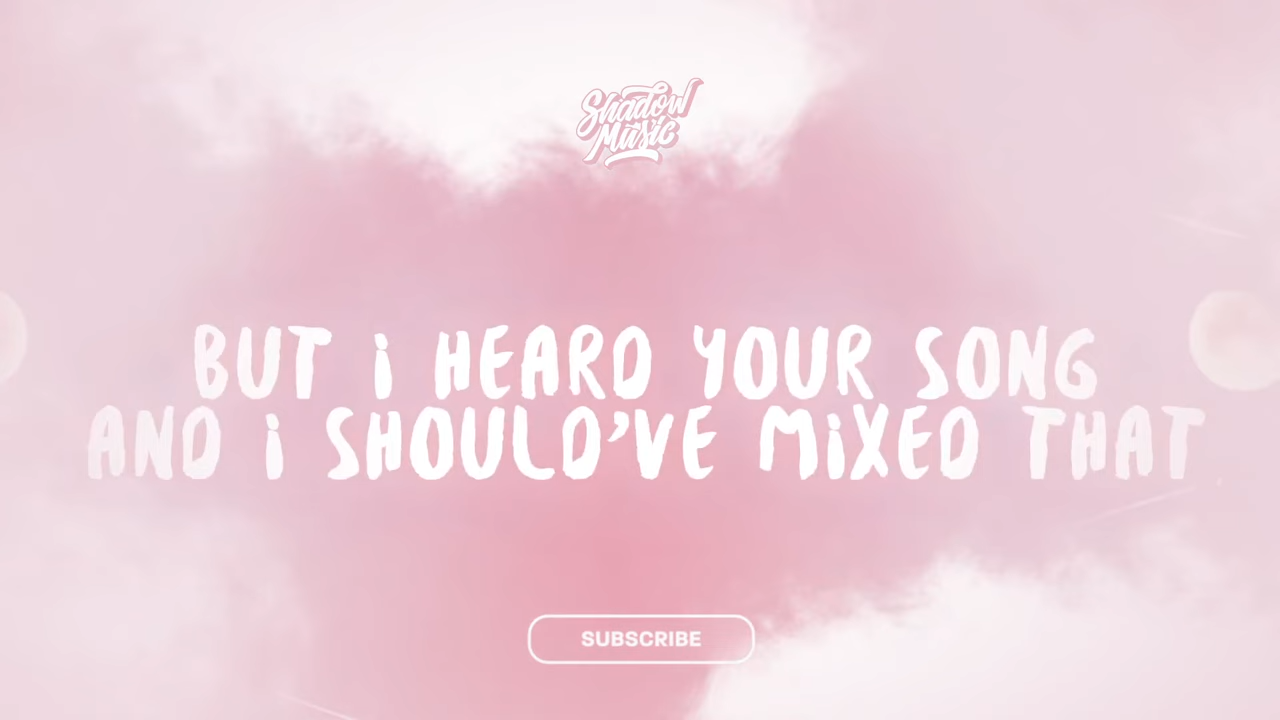 Shadow
Music
BUT i HEARD YOUR SONG
AND i SHOULD'VE MiXED THAT
SUBSCRIBE